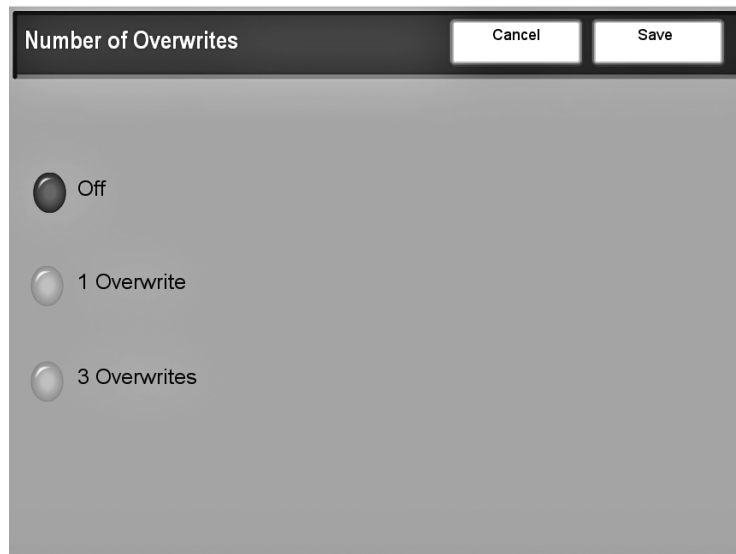 Number of Overwrites
Cancel
Save
Off
1 Overwrite
3 Overwrites